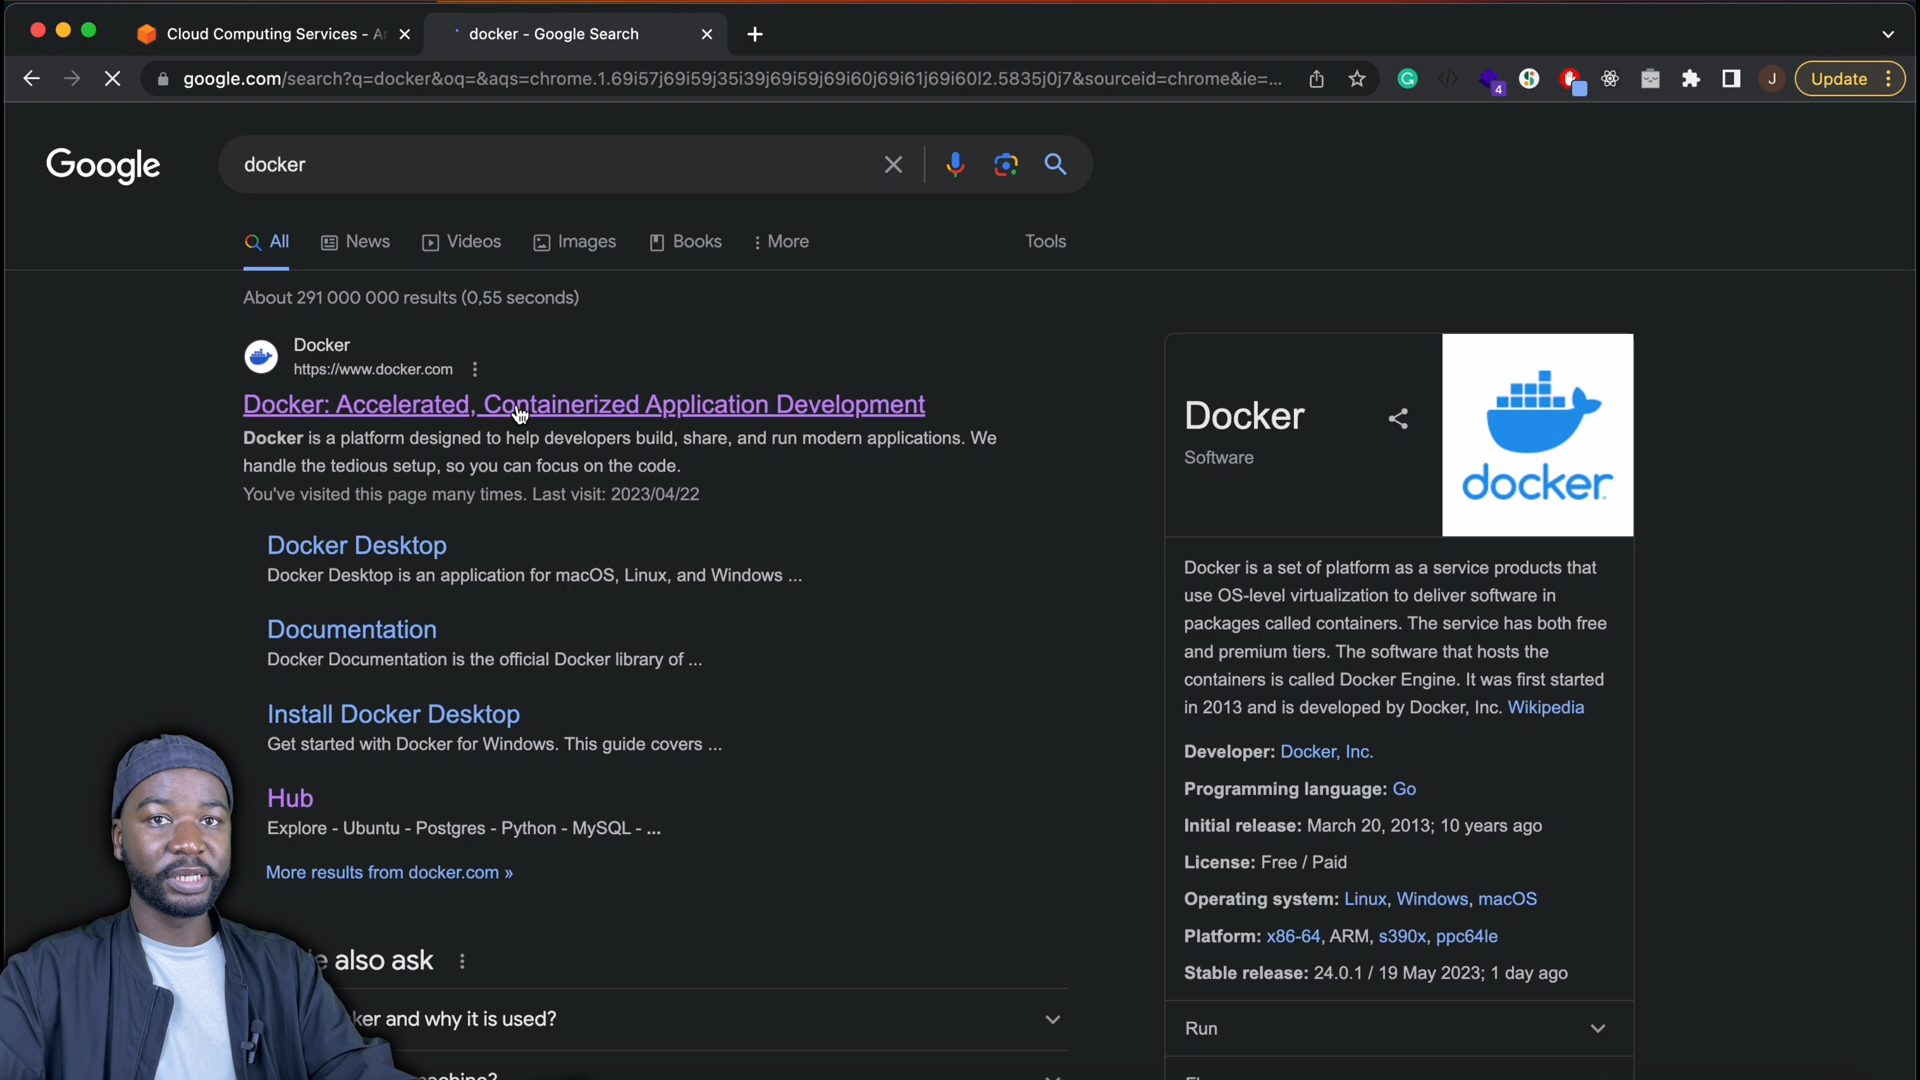 Cloud Computing Services - A
docker - Google Search
google.com/search?q=docker&oq=&aqs=chrome.1.69i57j69i59j35i39j69i59j69i60j69i61j69i60l2.5835j0j7&sourceid=chrome&ie=...
4
J
Update
Google
docker
All
News
Videos
Images
Books
More
Tools
About 291 000 000 results (0,55 seconds)
Docker
https://www.docker.com
Docker: Accelerated, Containerized Application Development
Docker is a platform designed to help developers build, share, and run modern applications. We
handle the tedious setup, so you can focus on the code.
You've visited this page many times. Last visit: 2023/04/22
Docker Desktop
Docker Desktop is an application for macOS, Linux, and Windows ...
Documentation
Docker Documentation is the official Docker library of ...
Install Docker Desktop
Get started with Docker for Windows. This guide covers ...
Hub
Explore - Ubuntu - Postgres - Python - MySQL - ...
More results from docker.com »
also ask
ker and why it is used?
Docker
Software
docker
Docker is a set of platform as a service products that
use OS-level virtualization to deliver software in
packages called containers. The service has both free
and premium tiers. The software that hosts the
containers is called Docker Engine. It was first started
in 2013 and is developed by Docker, Inc. Wikipedia
Developer: Docker, Inc.
Programming language: Go
Initial release: March 20, 2013; 10 years ago
License: Free / Paid
Operating system: Linux, Windows, macOS
Platform: x86-64, ARM, s390x, ppc64le
Stable release: 24.0.1 / 19 May 2023; 1 day ago
Run